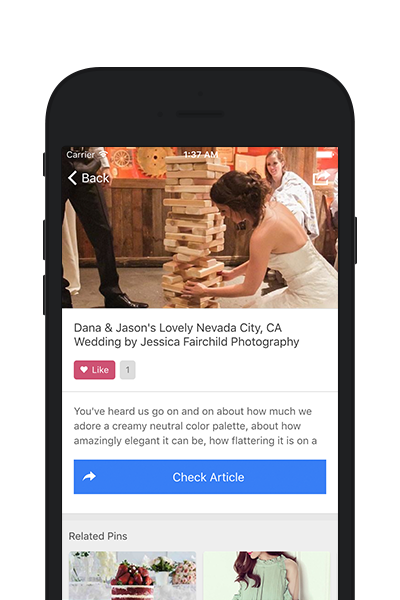 Carrier 1:37 AM
Back
Dana & Jason's Lovely Nevada City, CA
Wedding by Jessica Fairchild Photography
Like 1
You've heard us go on and on about how much we
adore a creamy neutral color palette, about how
amazingly elegant it can be, how flattering it is on a
Check Article
Related Pins